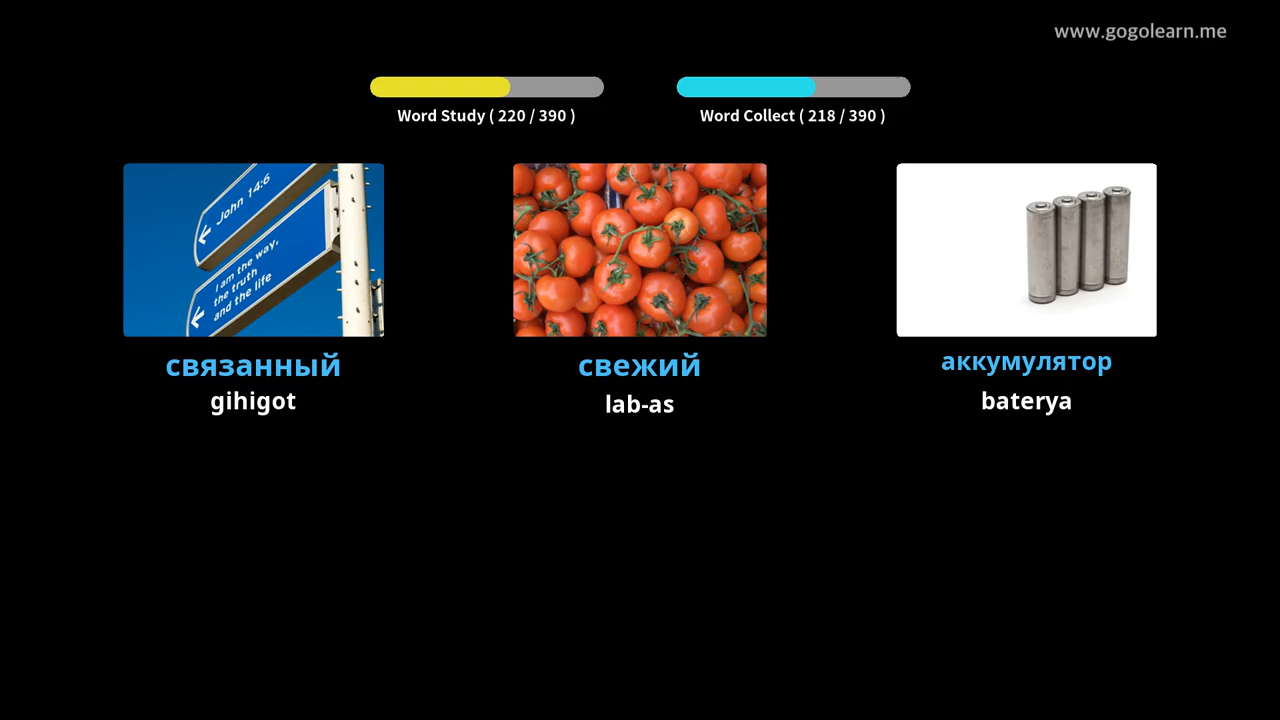 www.gogolearn.me
Word Study ( 220 / 390 )
Word Collect ( 218 / 390 )
John 14:6
I am the way,
the truth
and the life
связанный
gihigot
свежий
lab-as
аккумулятор
baterya